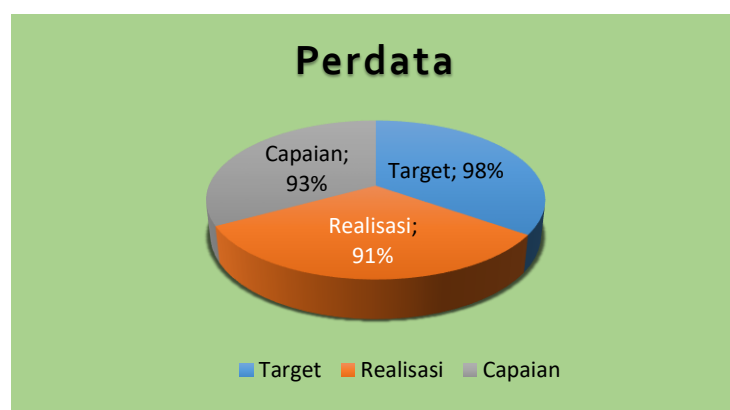 Perdata
Capaian;
93%
Target; 98%
Realisasi;
91%
Target Realisasi Capaian